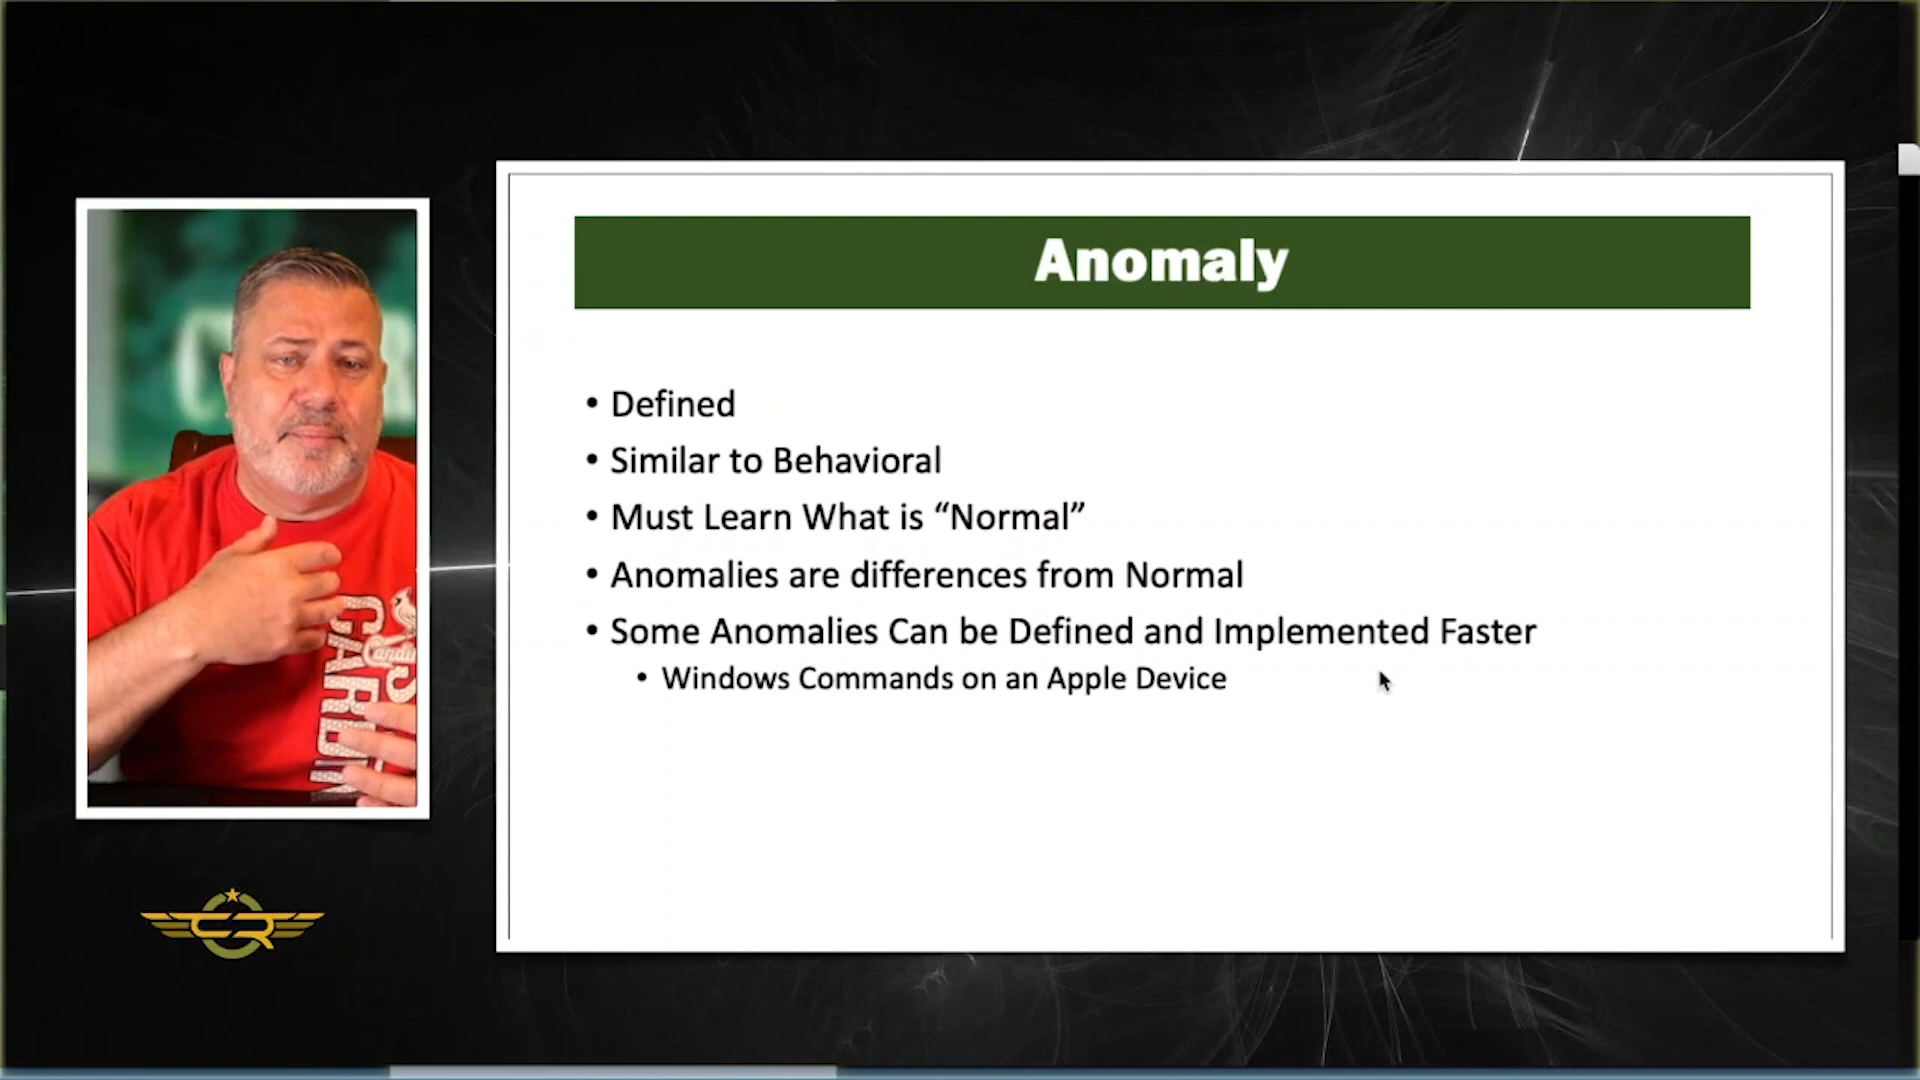 Anomaly
• Defined
• Similar to Behavioral
• Must Learn What is “Normal”
• Anomalies are differences from Normal
• Some Anomalies Can be Defined and Implemented Faster
• Windows Commands on an Apple Device
CR